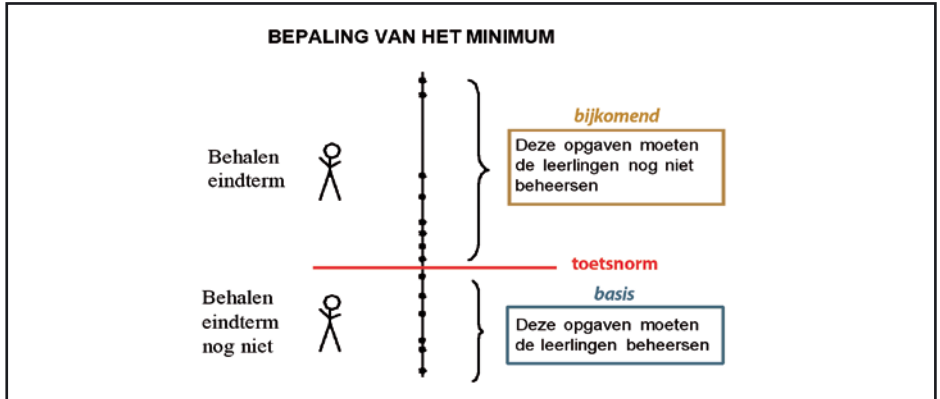 BEPALING VAN HET MINIMUM
bijkomend
Deze opgaven moeten
de leerlingen nog niet
beheersen
Behalen
eindterm
toetsnorm
basis
Behalen
eindterm
nog niet
Deze opgaven moeten
de leerlingen beheersen